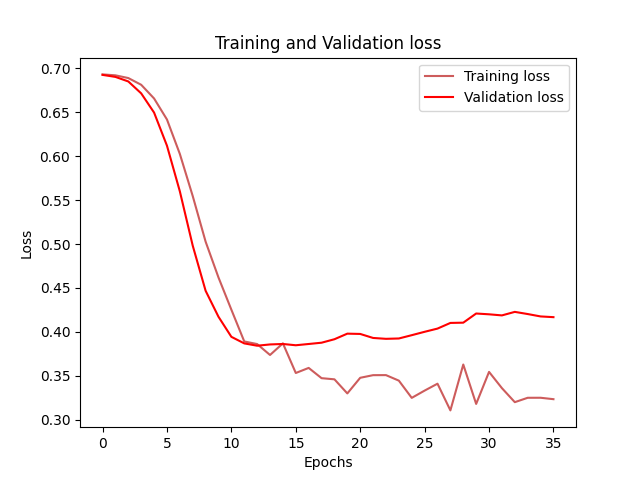 Training and Validation loss
Training loss
Validation loss
Loss
0.70
0.65
0.60
0.55
0.50
0.45
0.40
0.35
0.30
0 5 10 15 20 25 30 35
Epochs